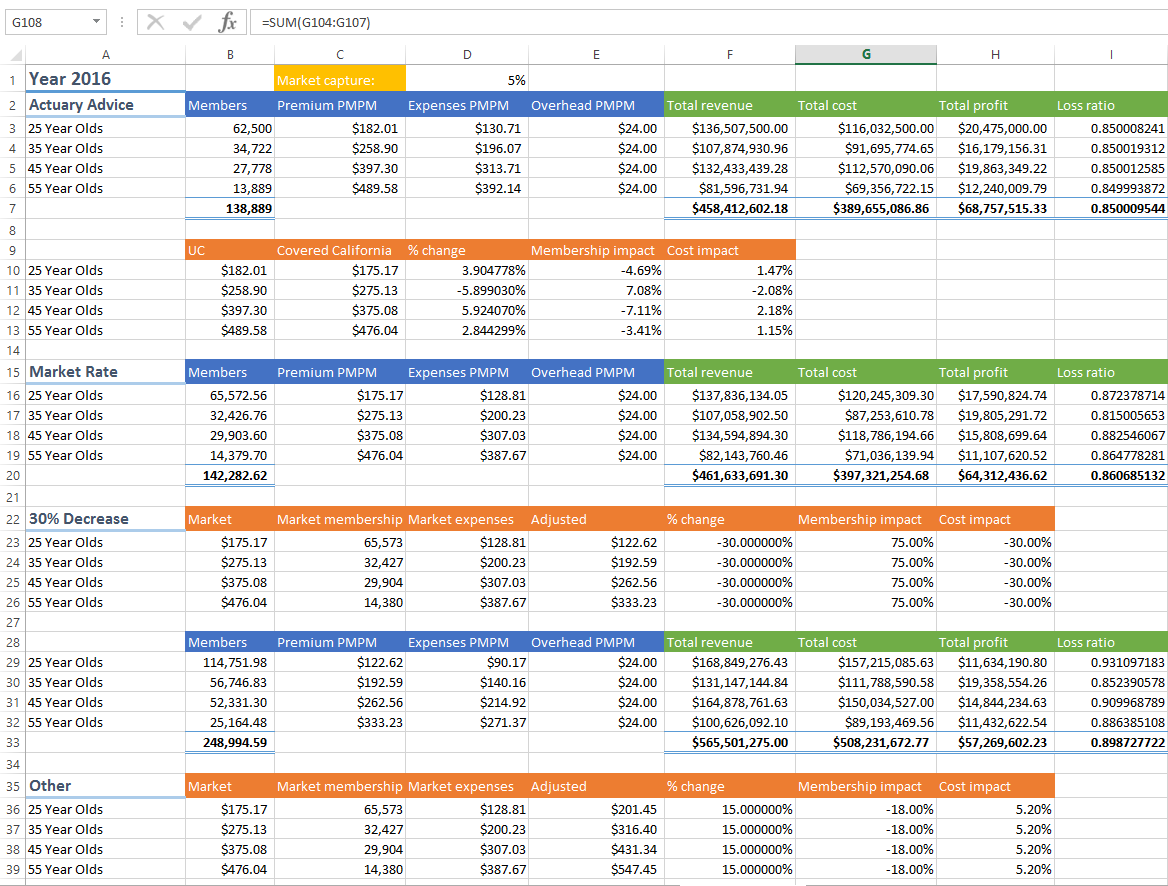 G108 fx =SUM(G104:G107)
A B C D E F G H I
1 Year 2016 Market capture: 5%
2 Actuary Advice Members Premium PMPM Expenses PMPM Overhead PMPM Total revenue Total cost Total profit Loss ratio
3 25 Year Olds 62,500 $182.01 $130.71 $24.00 $136,507,500.00 $116,032,500.00 $20,475,000.00 0.850008241
4 35 Year Olds 34,722 $258.90 $196.07 $24.00 $107,874,930.96 $91,695,774.65 $16,179,156.31 0.850019312
5 45 Year Olds 27,778 $397.30 $313.71 $24.00 $132,433,439.28 $112,570,090.06 $19,863,349.22 0.850012585
6 55 Year Olds 13,889 $489.58 $392.14 $24.00 $81,596,731.94 $69,356,722.15 $12,240,009.79 0.849993872
7 138,889 $458,412,602.18 $389,655,086.86 $68,757,515.33 0.850009544
8
9 UC Covered California % change Membership impact Cost impact
10 25 Year Olds $182.01 $175.17 3.904778% -4.69% 1.47%
11 35 Year Olds $258.90 $275.13 -5.899030% 7.08% -2.08%
12 45 Year Olds $397.30 $375.08 5.924070% -7.11% 2.18%
13 55 Year Olds $489.58 $476.04 2.844299% -3.41% 1.15%
14
15 Market Rate Members Premium PMPM Expenses PMPM Overhead PMPM Total revenue Total cost Total profit Loss ratio
16 25 Year Olds 65,572.56 $175.17 $128.81 $24.00 $137,836,134.05 $120,245,309.30 $17,590,824.74 0.872378714
17 35 Year Olds 32,426.76 $275.13 $200.23 $24.00 $107,058,902.50 $87,253,610.78 $19,805,291.72 0.815005653
18 45 Year Olds 29,903.60 $375.08 $307.03 $24.00 $134,594,894.30 $118,786,194.66 $15,808,699.64 0.882546067
19 55 Year Olds 14,379.70 $476.04 $387.67 $24.00 $82,143,760.46 $71,036,139.94 $11,107,620.52 0.864778281
20 142,282.62 $461,633,691.30 $397,321,254.68 $64,312,436.62 0.860685132
21
22 30% Decrease Market Market membership Market expenses Adjusted % change Membership impact Cost impact
23 25 Year Olds $175.17 65,573 $128.81 $122.62 -30.000000% 75.00% -30.00%
24 35 Year Olds $275.13 32,427 $200.23 $192.59 -30.000000% 75.00% -30.00%
25 45 Year Olds $375.08 29,904 $307.03 $262.56 -30.000000% 75.00% -30.00%
26 55 Year Olds $476.04 14,380 $387.67 $333.23 -30.000000% 75.00% -30.00%
27
28 Members Premium PMPM Expenses PMPM Overhead PMPM Total revenue Total cost Total profit Loss ratio
29 25 Year Olds 114,751.98 $122.62 $90.17 $24.00 $168,849,276.43 $157,215,085.63 $11,634,190.80 0.931097183
30 35 Year Olds 56,746.83 $192.59 $140.16 $24.00 $131,147,144.84 $111,788,590.58 $19,358,554.26 0.852390578
31 45 Year Olds 52,331.30 $262.56 $214.92 $24.00 $164,878,761.63 $150,034,527.00 $14,844,234.63 0.909968789
32 55 Year Olds 25,164.48 $333.23 $271.37 $24.00 $100,626,092.10 $89,193,469.56 $11,432,622.54 0.886385108
33 248,994.59 $565,501,275.00 $508,231,672.77 $57,269,602.23 0.898727722
34
35 Other Market Market membership Market expenses Adjusted % change Membership impact Cost impact
36 25 Year Olds $175.17 65,573 $128.81 $201.45 15.000000% -18.00% 5.20%
37 35 Year Olds $275.13 32,427 $200.23 $316.40 15.000000% -18.00% 5.20%
38 45 Year Olds $375.08 29,904 $307.03 $431.34 15.000000% -18.00% 5.20%
39 55 Year Olds $476.04 14,380 $387.67 $547.45 15.000000% -18.00% 5.20%